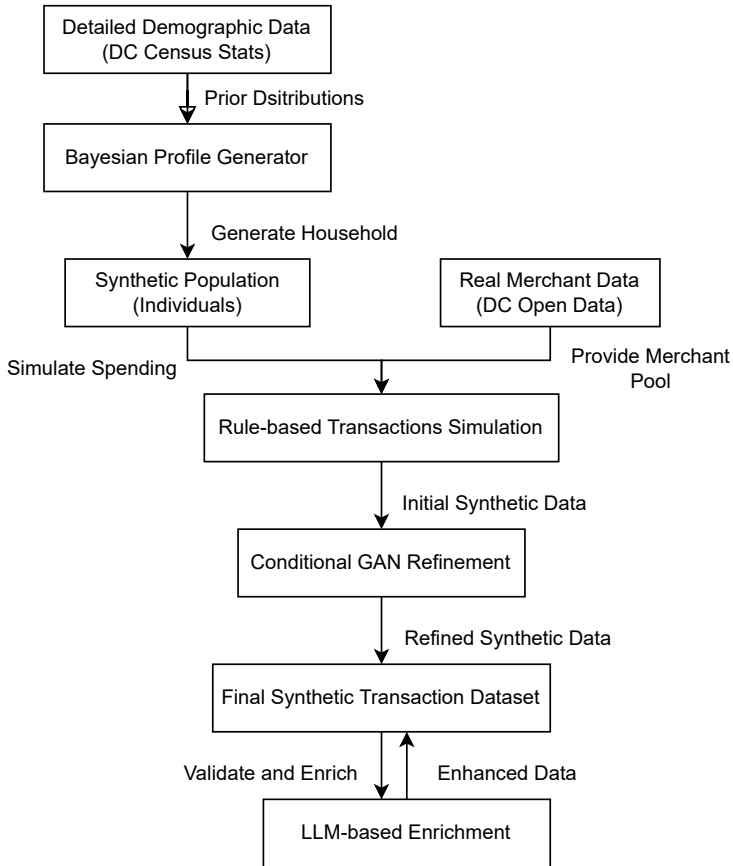 Detailed Demographic Data
(DC Census Stats)
Prior Dsitributions
Bayesian Profile Generator
Generate Household
Synthetic Population
(Individuals)
Real Merchant Data
(DC Open Data)
Simulate Spending
Provide Merchant
Pool
Rule-based Transactions Simulation
Initial Synthetic Data
Conditional GAN Refinement
Refined Synthetic Data
Final Synthetic Transaction Dataset
Validate and Enrich
Enhanced Data
LLM-based Enrichment